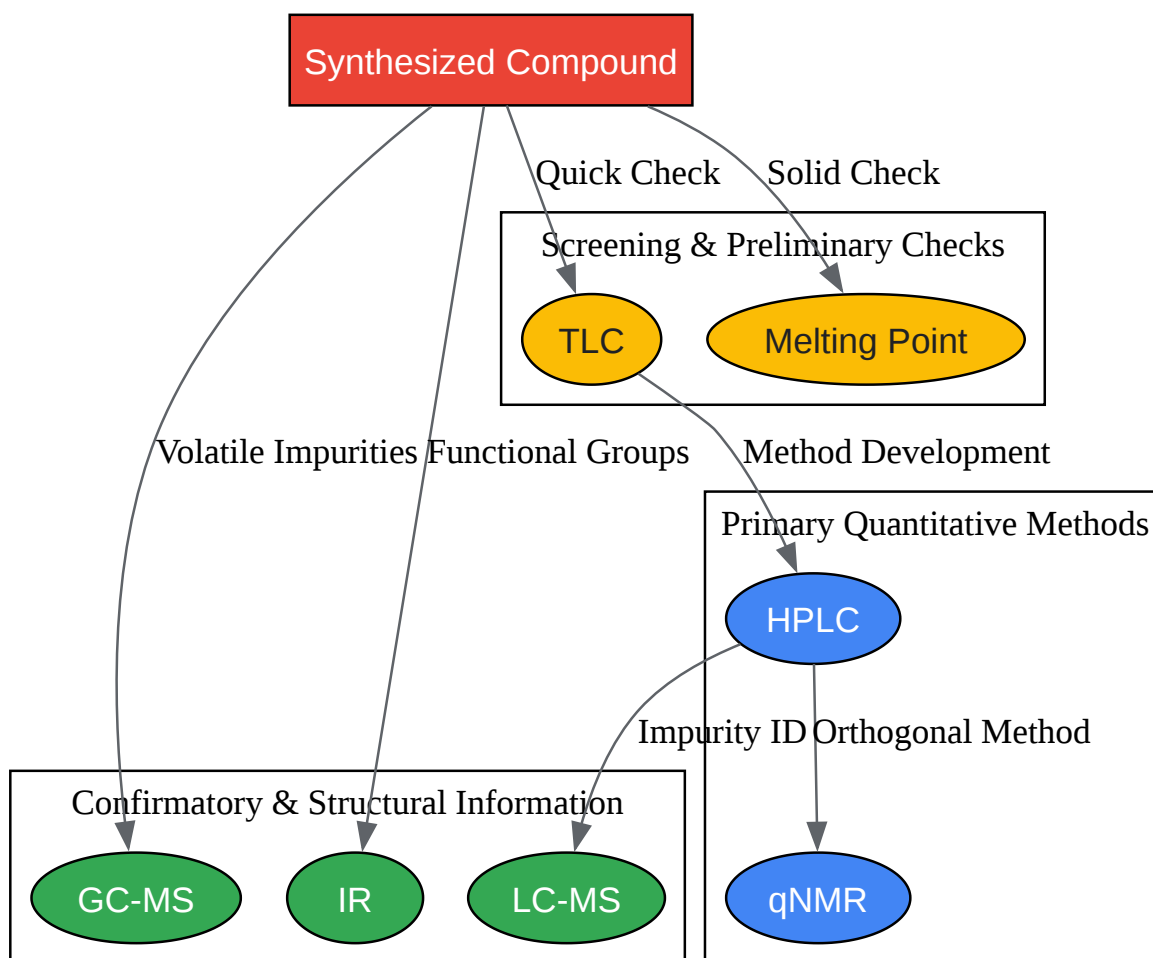 Synthesized Compound
Quick Check
Solid Check
Screening & Preliminary Checks
TLC
Melting Point
Volatile Impurities
Functional Groups
Method Development
Primary Quantitative Methods
HPLC
Impurity ID
Orthogonal Method
Confirmatory & Structural Information
GC-MS
IR
LC-MS
qNMR